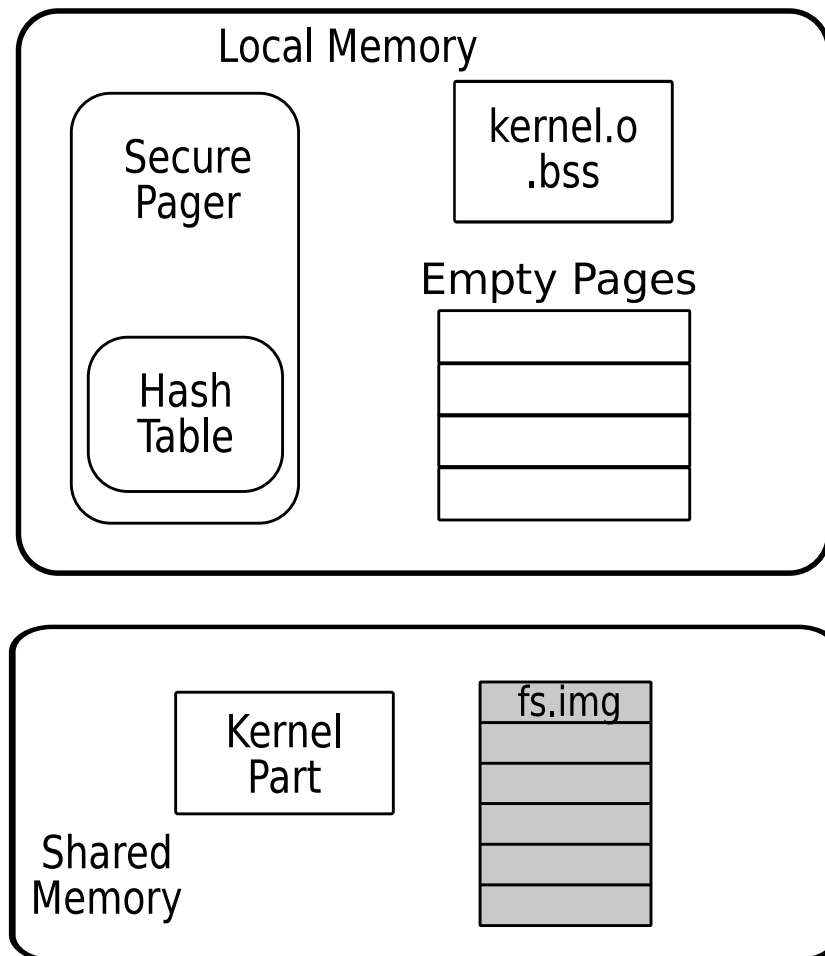 Local Memory
Secure
Pager
kernel.o
.bss
Empty Pages
Hash
Table
Kernel
Part
fs.img
Shared
Memory